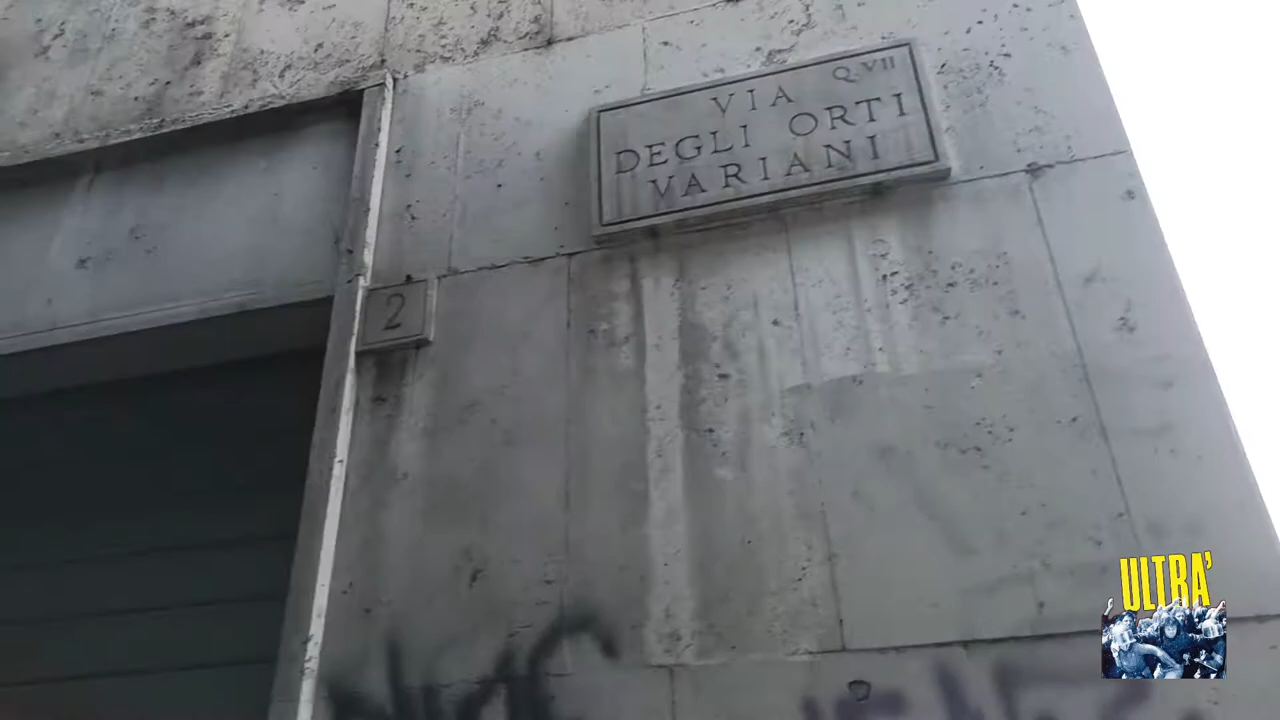 Q. VII
VIA
DEGLI ORTI
VARIANI
2
ULTRA'